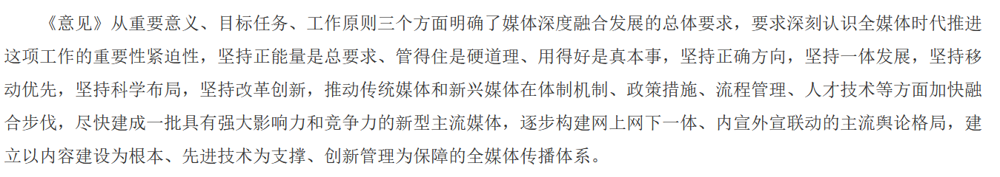 《意见》从重要意义、目标任务、工作原则三个方面明确了媒体深度融合发展的总体要求，要求深刻认识全媒体时代推进
这项工作的重要性紧迫性，坚持正能量是总要求、管得住是硬道理、用得好是真本事，坚持正确方向，坚持一体发展，坚持移
动优先，坚持科学布局，坚持改革创新，推动传统媒体和新兴媒体在体制机制、政策措施、流程管理、人才技术等方面加快融
合步伐，尽快建成一批具有强大影响力和竞争力的新型主流媒体，逐步构建网上网下一体、内宣外宣联动的主流舆论格局，建
立以内容建设为根本、先进技术为支撑、创新管理为保障的全媒体传播体系。